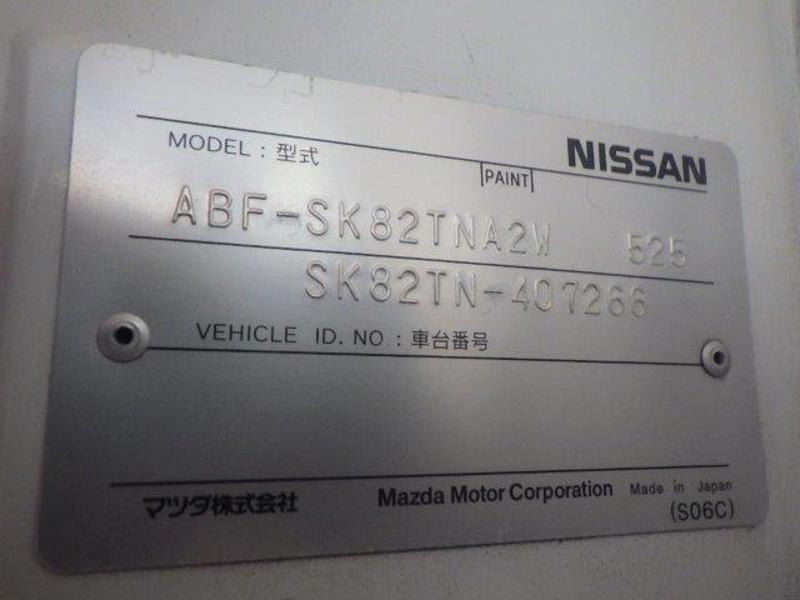 MODEL : 型式 PAINT NISSAN
ABF-SK82TNA2W 525
SK82TN-407266
VEHICLE ID. NO : 車台番号
マツダ株式会社 Mazda Motor Corporation Made in Japan
(S06C)